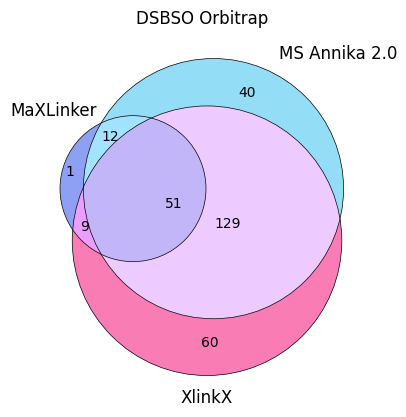 DSBSO Orbitrap
MS Annika 2.0
40
MaXLinker
12
1
51
129
9
60
XlinkX